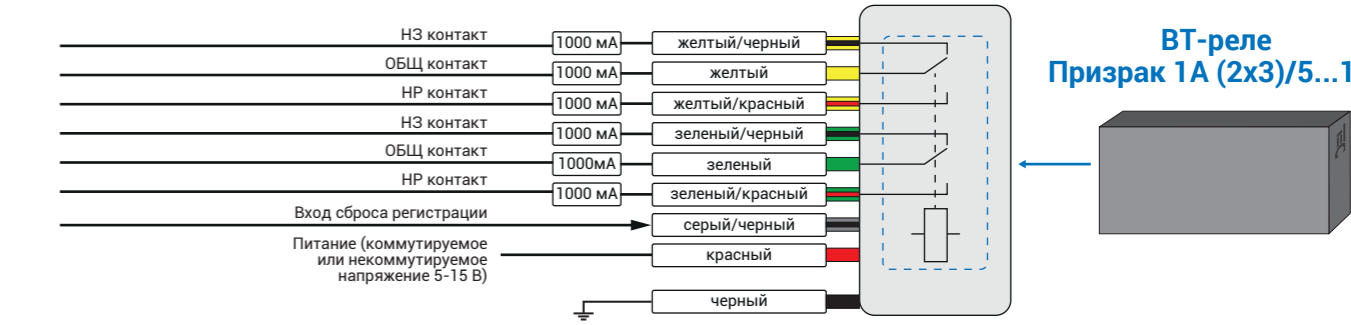 НЗ контакт 1000 мА желтый/черный
ОБЩ контакт 1000 мА желтый
НР контакт 1000 мА желтый/красный
НЗ контакт 1000 мА зеленый/черный
ОБЩ контакт 1000мА зеленый
НР контакт 1000 мА зеленый/красный
Вход сброса регистрации серый/черный
Питание (коммутируемое
или некоммутируемое
напряжение 5-15 В)
красный
черный
ВТ-реле
Призрак 1А (2х3)/5...1